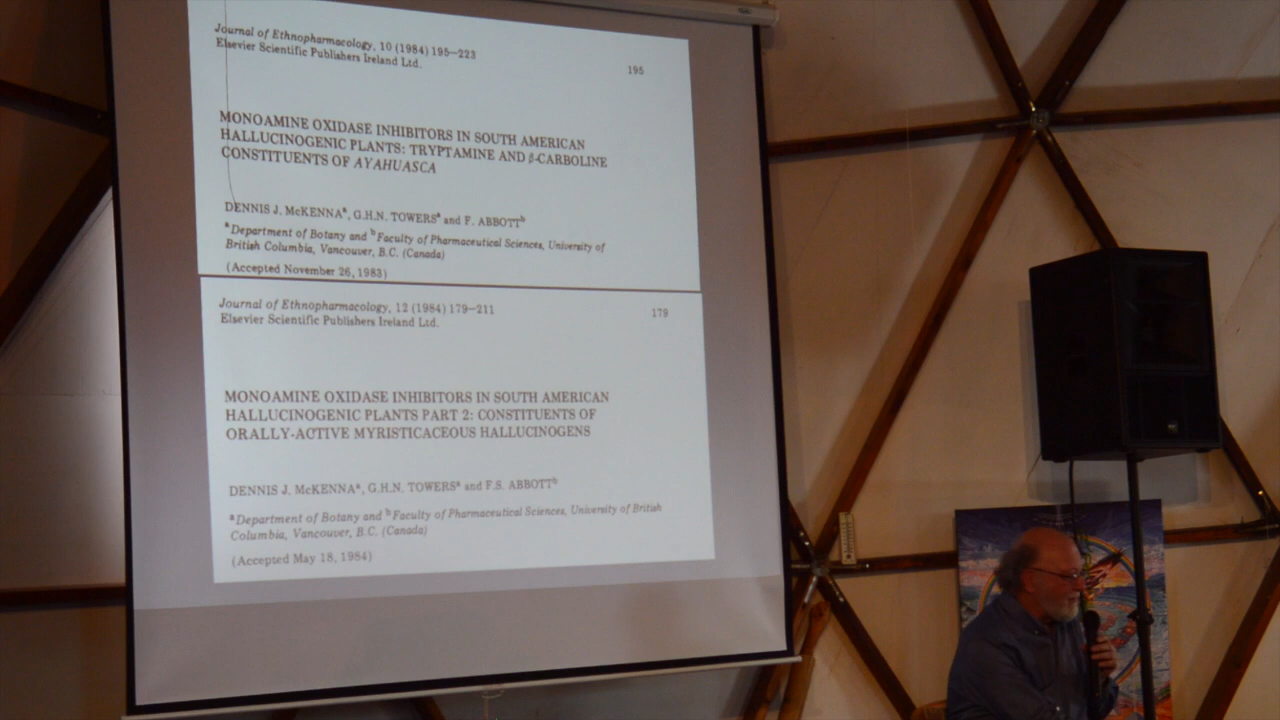 Journal of Ethnopharmacology, 10 (1984) 195—223
Elsevier Scientific Publishers Ireland Ltd.
195
MONOAMINE OXIDASE INHIBITORS IN SOUTH AMERICAN
HALLUCINOGENIC PLANTS: TRYPTAMINE AND β-CARBOLINE
CONSTITUENTS OF AYAHUASCA
DENNIS J. McKENNAᵃ, G.H.N. TOWERSᵃ and F. ABBOTTᵇ
ᵃDepartment of Botany and ᵇFaculty of Pharmaceutical Sciences, University of
British Columbia, Vancouver, B.C. (Canada)
(Accepted November 26, 1983)
Journal of Ethnopharmacology, 12 (1984) 179—211
Elsevier Scientific Publishers Ireland Ltd.
179
MONOAMINE OXIDASE INHIBITORS IN SOUTH AMERICAN
HALLUCINOGENIC PLANTS PART 2: CONSTITUENTS OF
ORALLY-ACTIVE MYRISTICACEOUS HALLUCINOGENS
DENNIS J. McKENNAᵃ, G.H.N. TOWERSᵃ and F.S. ABBOTTᵇ
ᵃDepartment of Botany and ᵇFaculty of Pharmaceutical Sciences, University of British
Columbia, Vancouver, B.C. (Canada)
(Accepted May 18, 1984)